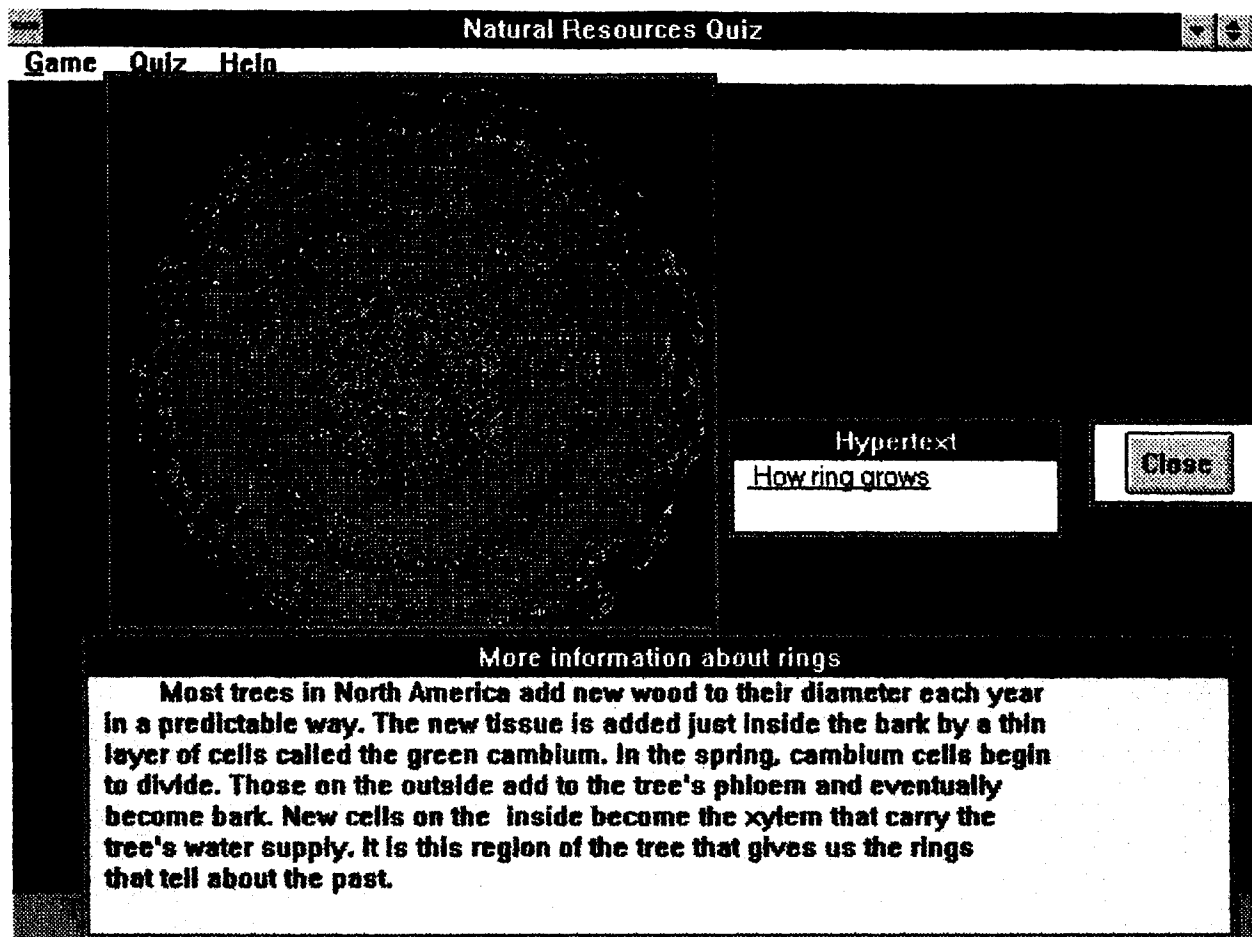 Natural Resources Quiz
Game Quiz Help
Hypertext
How ring grows
Close
More information about rings
Most trees in North America add new wood to their diameter each year
in a predictable way. The new tissue is added just inside the bark by a thin
layer of cells called the green cambium. In the spring, cambium cells begin
to divide. Those on the outside add to the tree's phloem and eventually
become bark. New cells on the inside become the xylem that carry the
tree's water supply. It is this region of the tree that gives us the rings
that tell about the past.